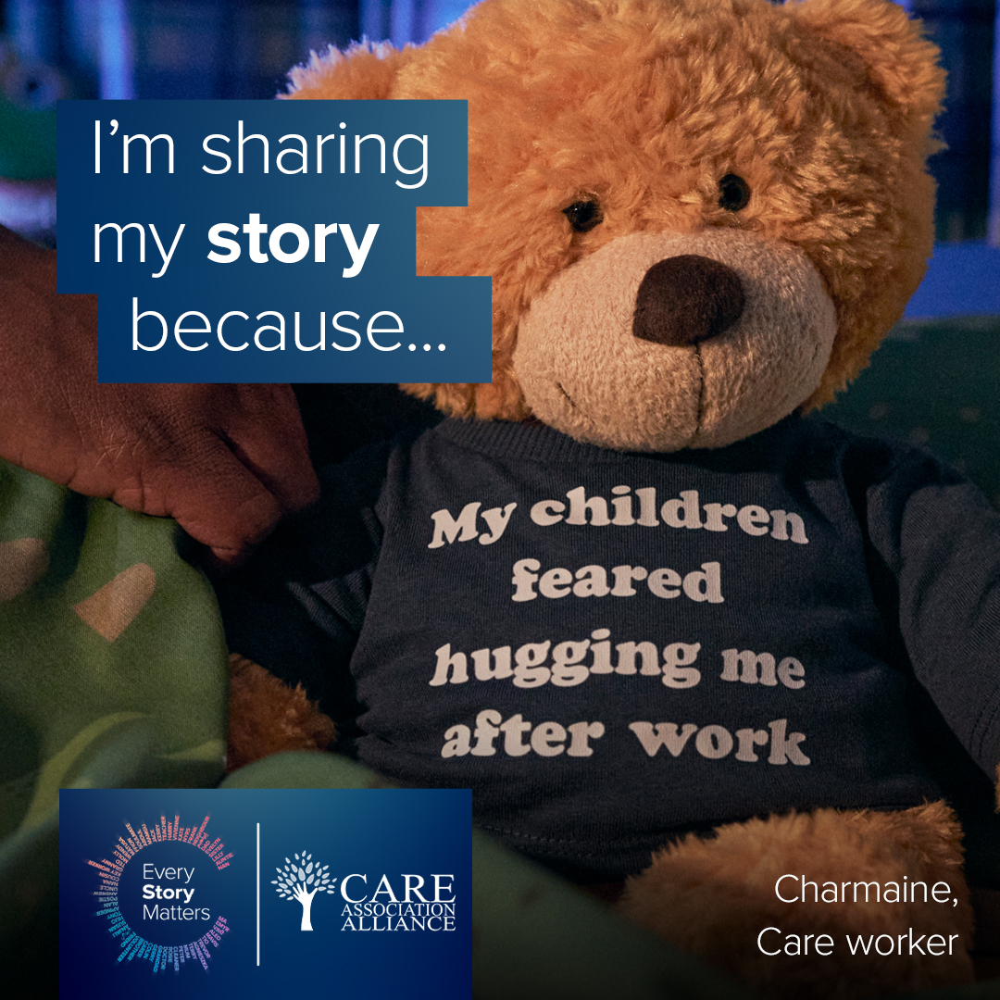 I'm sharing
my story
because...
My children
feared
hugging me
after work
Every
Story
Matters
CARE
ASSOCIATION
ALLIANCE
Charmaine,
Care worker